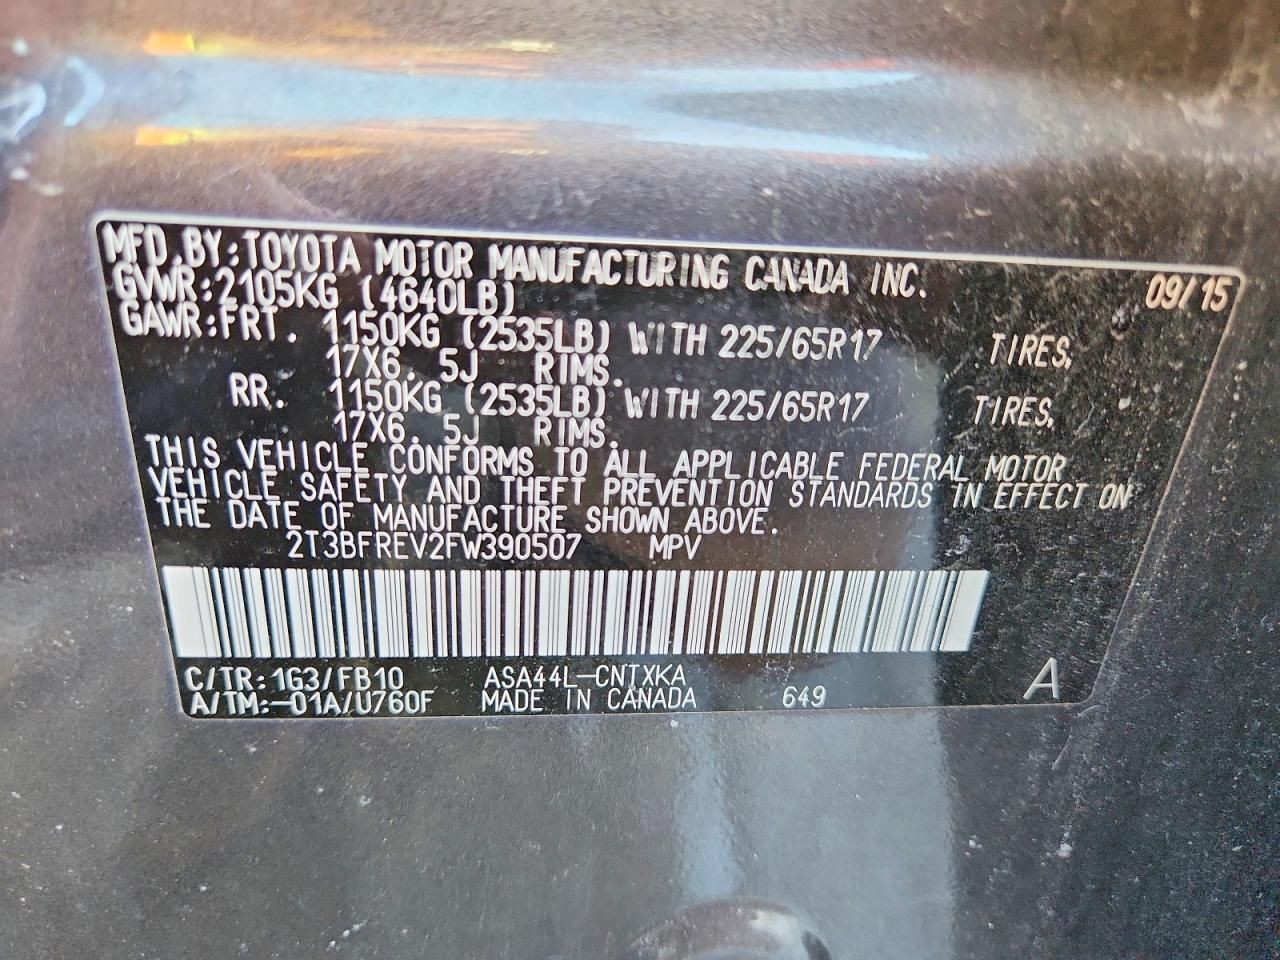 MFD.BY:TOYOTA MOTOR MANUFACTURING CANADA INC. 09/15
GVWR:2105KG (4640LB)
GAWR:FRT. 1150KG (2535LB) WITH 225/65R17 TIRES,
17X6.5J RIMS.
RR. 1150KG (2535LB) WITH 225/65R17 TIRES,
17X6.5J RIMS.
THIS VEHICLE CONFORMS TO ALL APPLICABLE FEDERAL MOTOR
VEHICLE SAFETY AND THEFT PREVENTION STANDARDS IN EFFECT ON
THE DATE OF MANUFACTURE SHOWN ABOVE.
2T3BFREV2FW390507 MPV
C/TR:1G3/FB10 ASA44L-CNTXKA
A/TM:-01A/U760F MADE IN CANADA 649 A